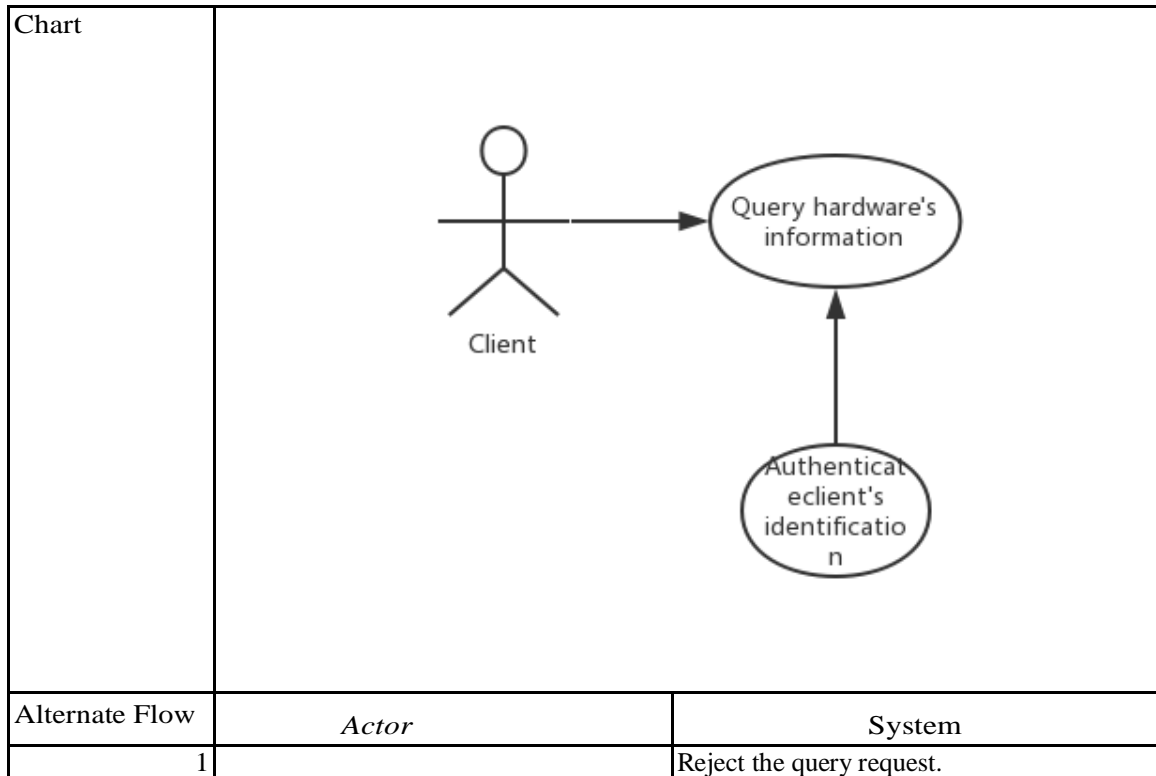 Chart
Query hardware's
information
Client
Authenticat
eclient's
identificatio
n
Alternate Flow
Actor
System
1
Reject the query request.